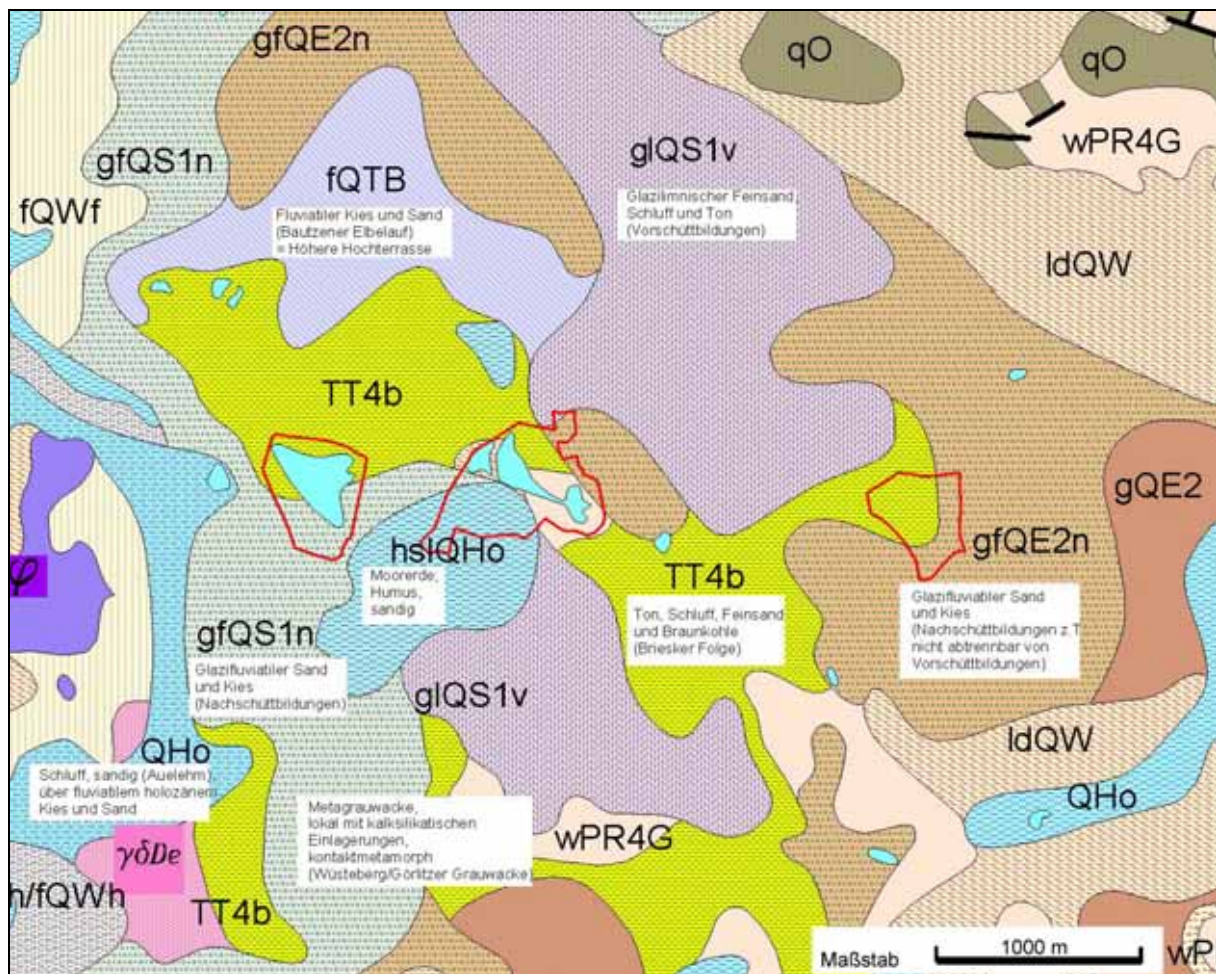 gfQE2n
qO
qO
gfQS1n
glQS1v
wPR4G
fQTB
fQWf
Fluviatiler Kies und Sand
(Bautzener Elbelauf)
= Höhere Hochterrasse
Glazilimnischer Feinsand,
Schluff und Ton
(Vorschüttbildungen)
ldQW
TT4b
gQE2
hslQHo
gfQE2n
φ
Moorerde,
Humus,
sandig
TT4b
Ton, Schluff, Feinsand
und Braunkohle
(Briesker Folge)
Glazifluviatiler Sand
und Kies
(Nachschüttbildungen z.T
nicht abtrennbar von
Vorschüttbildungen)
gfQS1n
Glazifluviatiler Sand
und Kies
(Nachschüttbildungen)
glQS1v
ldQW
QHo
Schluff, sandig (Auelehm),
über fluviatlem holozänem
Kies und Sand
QHo
Metagrauwacke,
lokal mit kalksilikatischen
Einlagerungen,
kontaktmetamorph
(Wüsteberg/Görlitzer Grauwacke)
wPR4G
γδDe
h/fQWh
TT4b
Maßstab
1000 m
wP